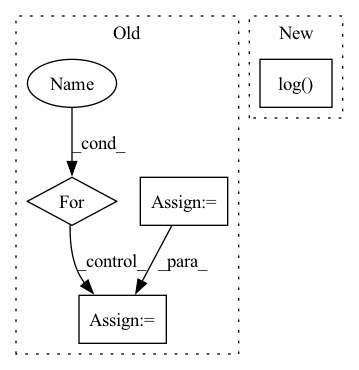 Old
New
Name
log()
_cond_
For
Assign:=
_control_
_para_
Assign:=